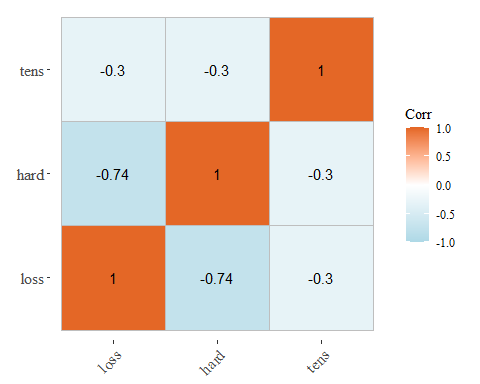 tens -0.3 -0.3 1
hard -0.74 1 -0.3
loss 1 -0.74 -0.3
loss hard tens
Corr
1.0
0.5
0.0
-0.5
-1.0